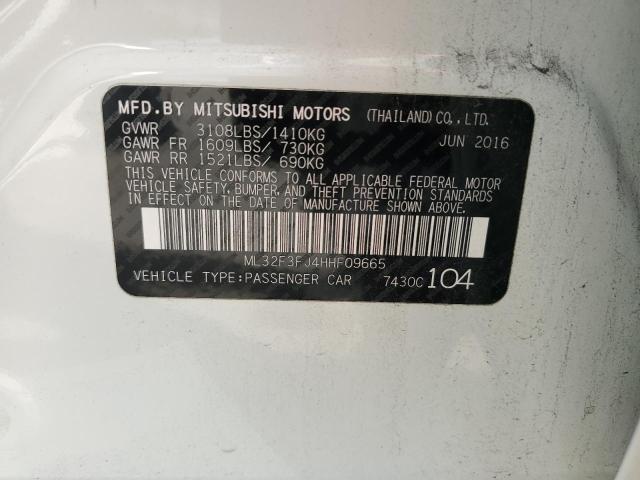 MFD.BY MITSUBISHI MOTORS (THAILAND)CO.,LTD.
GVWR 3108LBS/1410KG JUN 2016
GAWR FR 1609LBS/ 730KG
GAWR RR 1521LBS/ 690KG
THIS VEHICLE CONFORMS TO ALL APPLICABLE FEDERAL MOTOR
VEHICLE SAFETY, BUMPER, AND THEFT PREVENTION STANDARDS
IN EFFECT ON THE DATE OF MANUFACTURE SHOWN ABOVE.
ML32F3FJ4HHF09665
VEHICLE TYPE:PASSENGER CAR 7430C 104